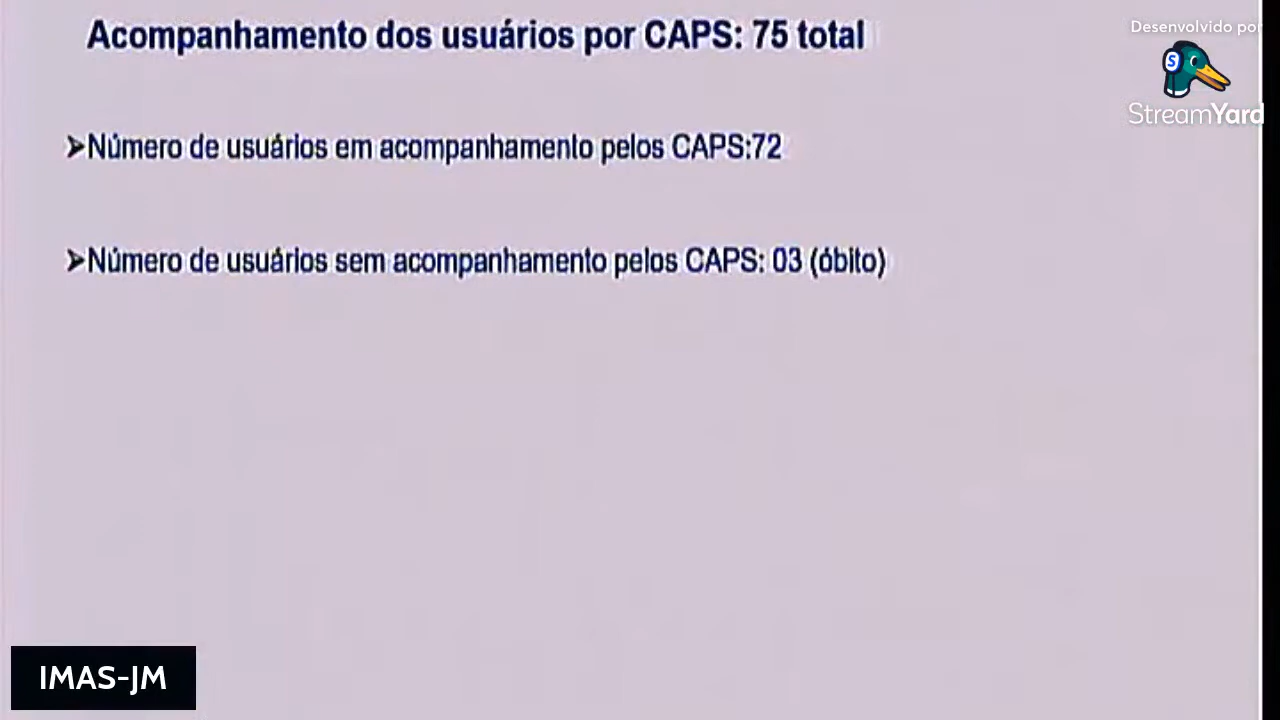 Acompanhamento dos usuários por CAPS: 75 total
Desenvolvido por
S
StreamYard
➤Número de usuários em acompanhamento pelos CAPS:72
➤Número de usuários sem acompanhamento pelos CAPS: 03 (óbito)
IMAS-JM